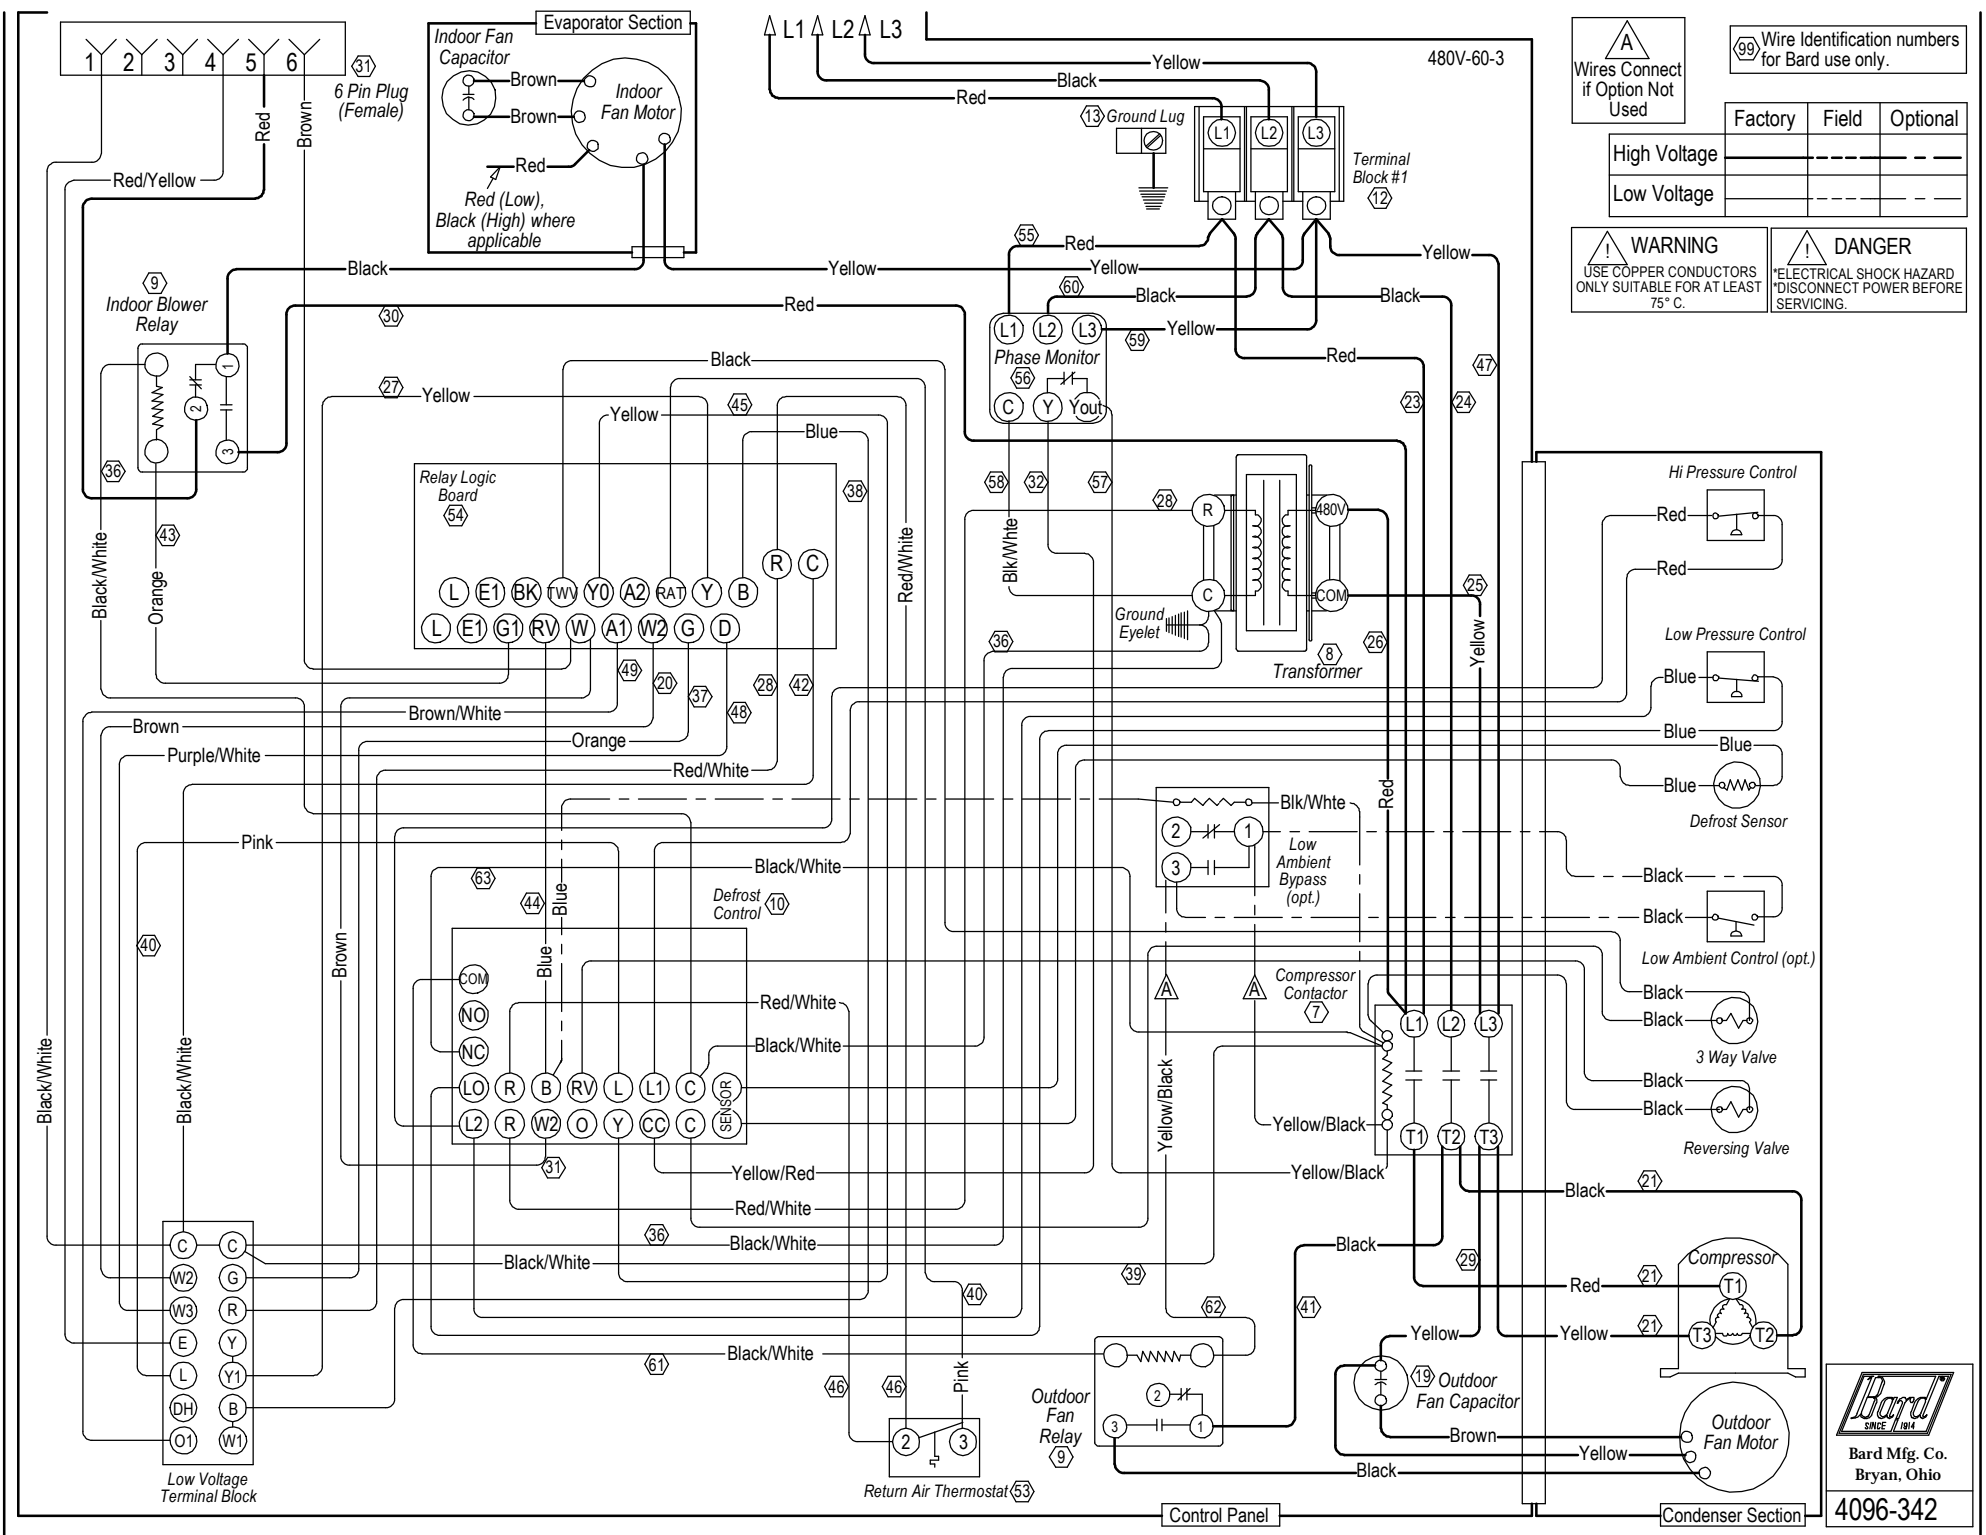 1 2 3 4 5 6
31
6 Pin Plug
(Female)
Red
Brown
Red/Yellow
Evaporator Section
Indoor Fan
Capacitor
Brown
Brown
Indoor
Fan Motor
Red
Red (Low),
Black (High) where
applicable
L1 L2 L3
480V-60-3
Yellow
Black
Red
13 Ground Lug
L1 L2 L3
Terminal
Block #1
12
A
Wires Connect
if Option Not
Used
99 Wire Identification numbers
for Bard use only.
Factory Field Optional
High Voltage
Low Voltage
! WARNING
USE COPPER CONDUCTORS
ONLY SUITABLE FOR AT LEAST
75° C.
! DANGER
*ELECTRICAL SHOCK HAZARD
*DISCONNECT POWER BEFORE
SERVICING.
55
Red
Yellow
Black
Yellow
Yellow
60
Black
Black
9
Indoor Blower
Relay
1
2
3
30
Red
59
Yellow
L1 L2 L3
Phase Monitor
56
C Y Yout
Red
47
23
24
Black
27
Yellow
45
Yellow
Blue
36
43
Black/White
Orange
Relay Logic
Board
54
38
Red/White
R C
L E1 BK TWV Y0 A2 RAT Y B
L E1 G1 RV W A1 W2 G D
58
32
57
Blk/Whte
28
R
480V
C
COM
Ground
Eyelet
8
Transformer
25
26
Yellow
36
Hi Pressure Control
Red
Red
Low Pressure Control
Blue
Blue
Blue
Blue
Defrost Sensor
49
20
37
48
28
42
Brown/White
Brown
Orange
Purple/White
Red/White
Red
Blk/Whte
2 1
3
Low
Ambient
Bypass
(opt.)
Black
Black
Low Ambient Control (opt.)
Pink
63
44
Blue
Black/White
Defrost
Control 10
40
Brown
Blue
COM
NO
NC
LO R B RV L L1 C SENSOR
L2 R W2 O Y CC C
Red/White
Black/White
31
A A
Compressor
Contactor
7
L1 L2 L3
T1 T2 T3
Black
Black
3 Way Valve
Black
Black
Reversing Valve
Black/White
Black/White
Yellow/Black
Yellow/Black
Yellow/Red
Yellow/Black
Red/White
36
Black/White
Black/White
39
C C
W2 G
W3 R
E Y
L Y1
DH B
O1 W1
Low Voltage
Terminal Block
40
62
41
Black
29
Black
21
Red
21
Yellow
21
Compressor
T1
T3 T2
61
Black/White
46
46
Pink
2 3
Return Air Thermostat 53
Outdoor
Fan
Relay
9
2
3
1
Yellow
19 Outdoor
Fan Capacitor
Brown
Yellow
Black
Outdoor
Fan Motor
Control Panel
Condenser Section
Bard®
SINCE 1914
Bard Mfg. Co.
Bryan, Ohio
4096-342